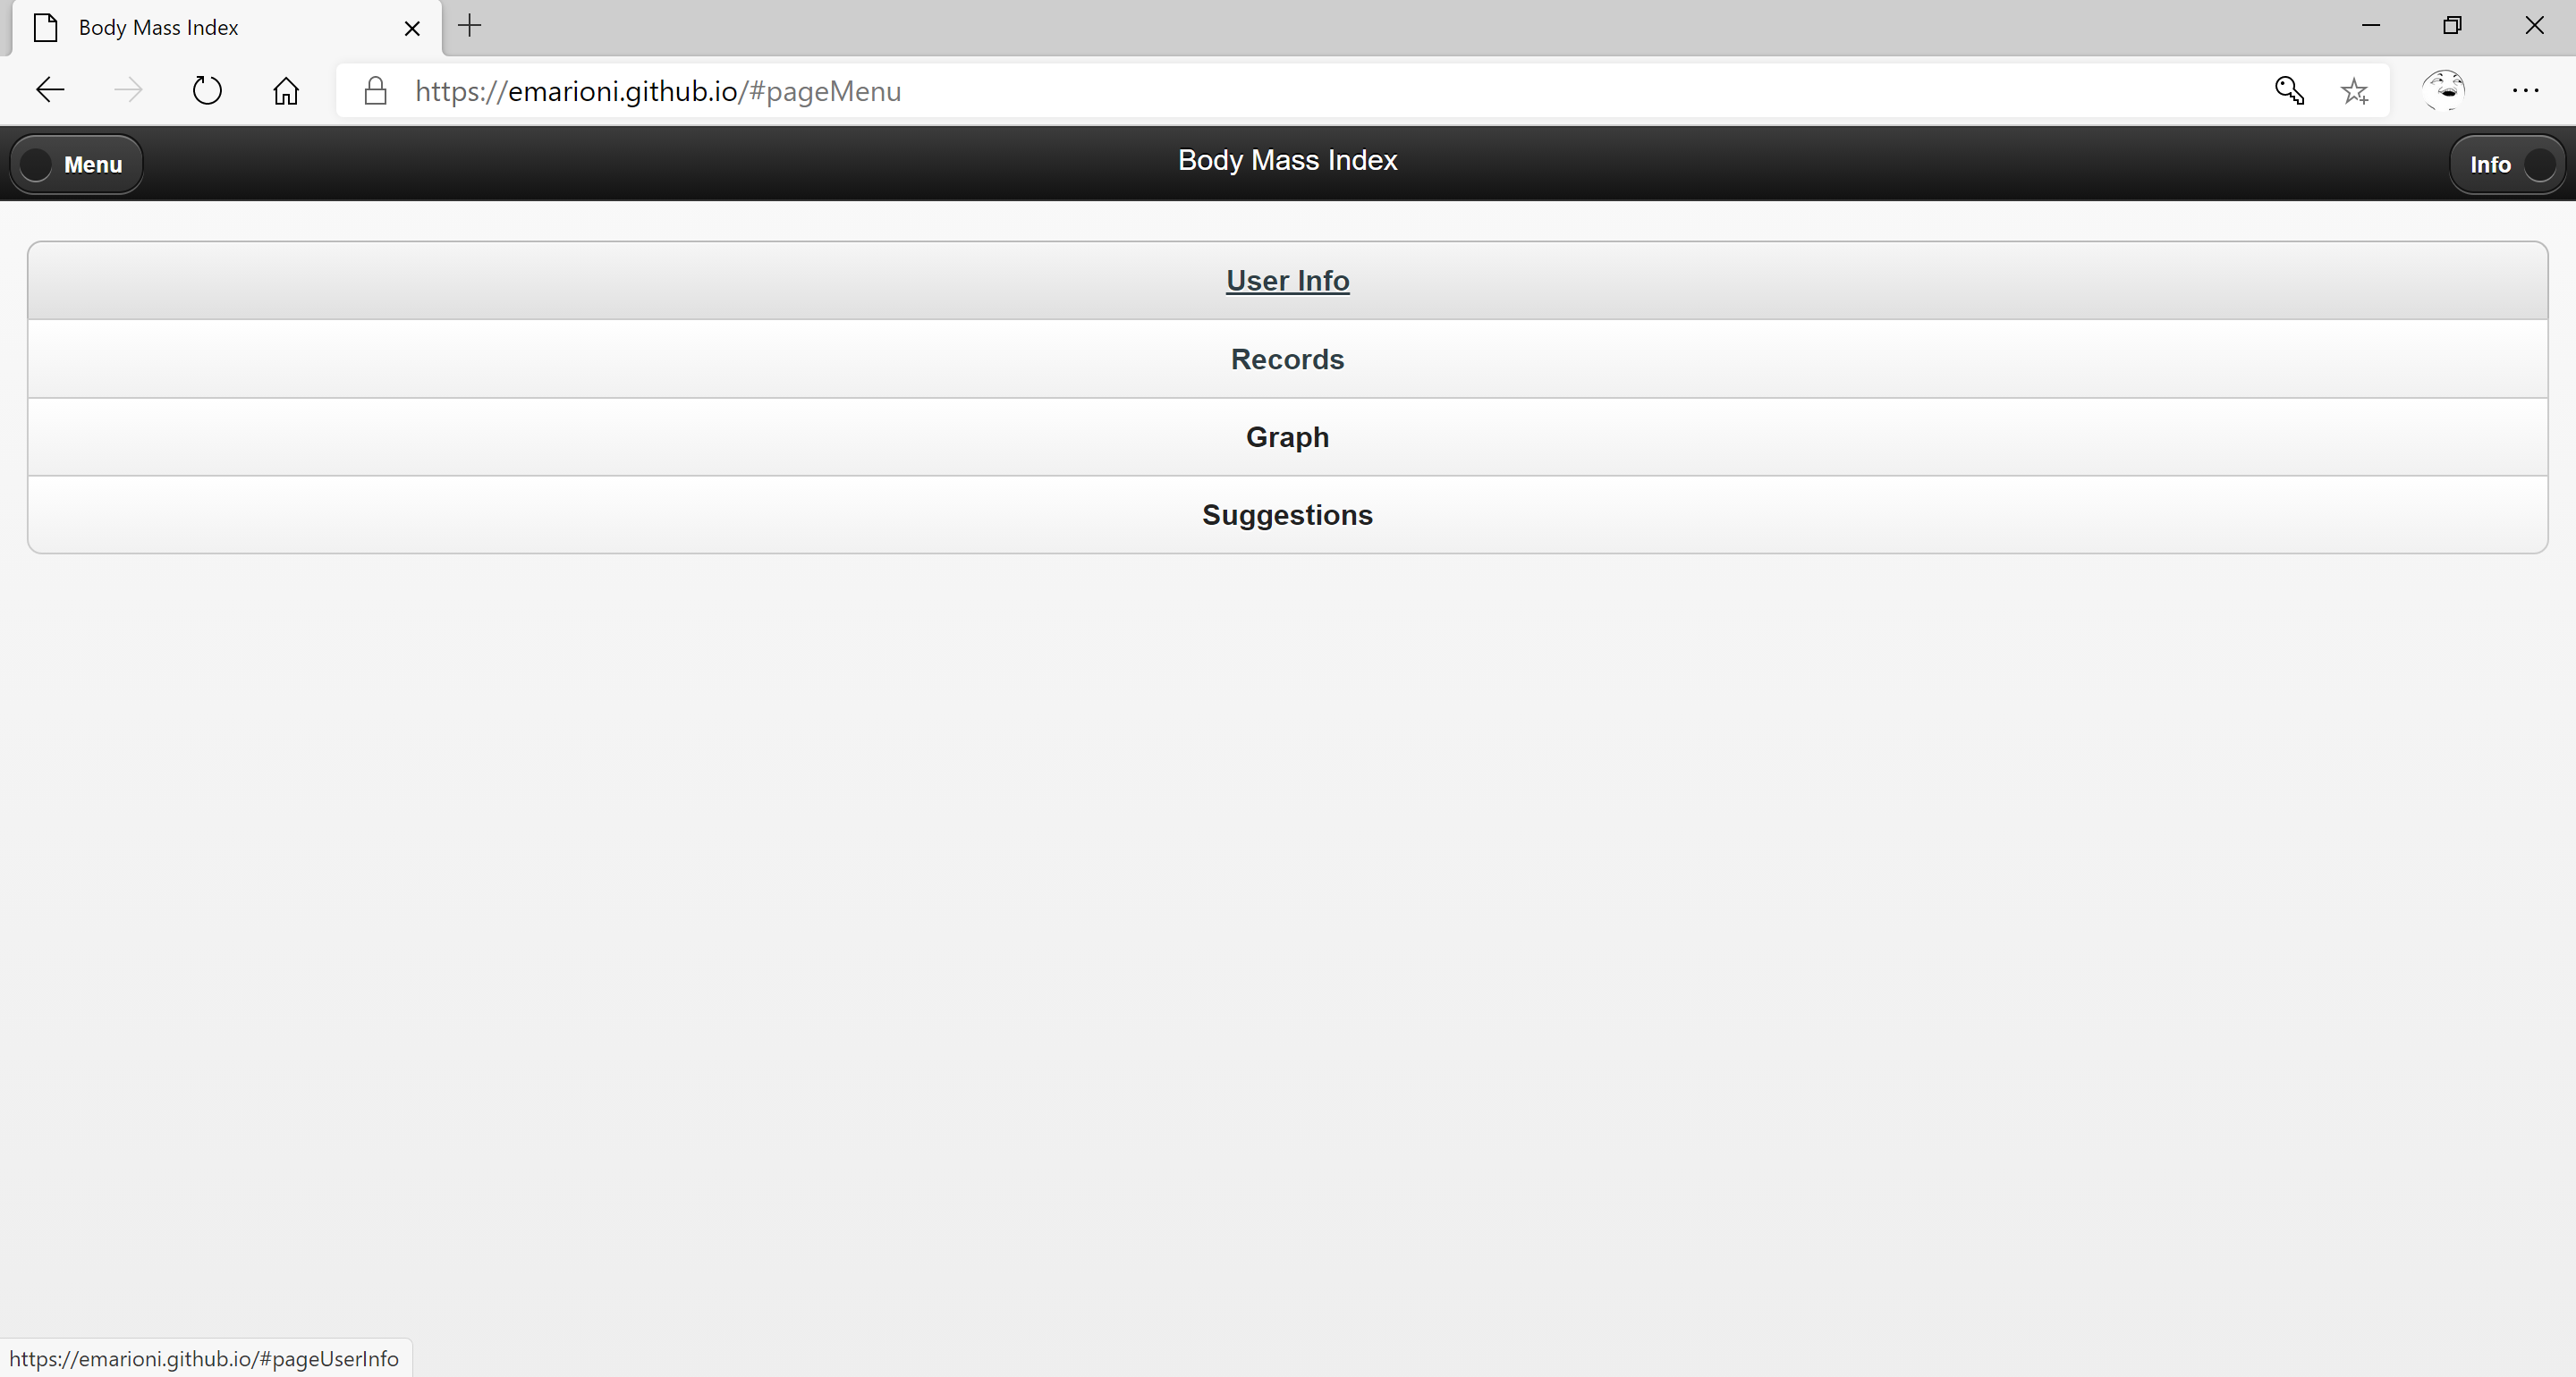 Body Mass Index
https://emarioni.github.io/#pageMenu
Menu
Body Mass Index
Info
User Info
Records
Graph
Suggestions
https://emarioni.github.io/#pageUserInfo